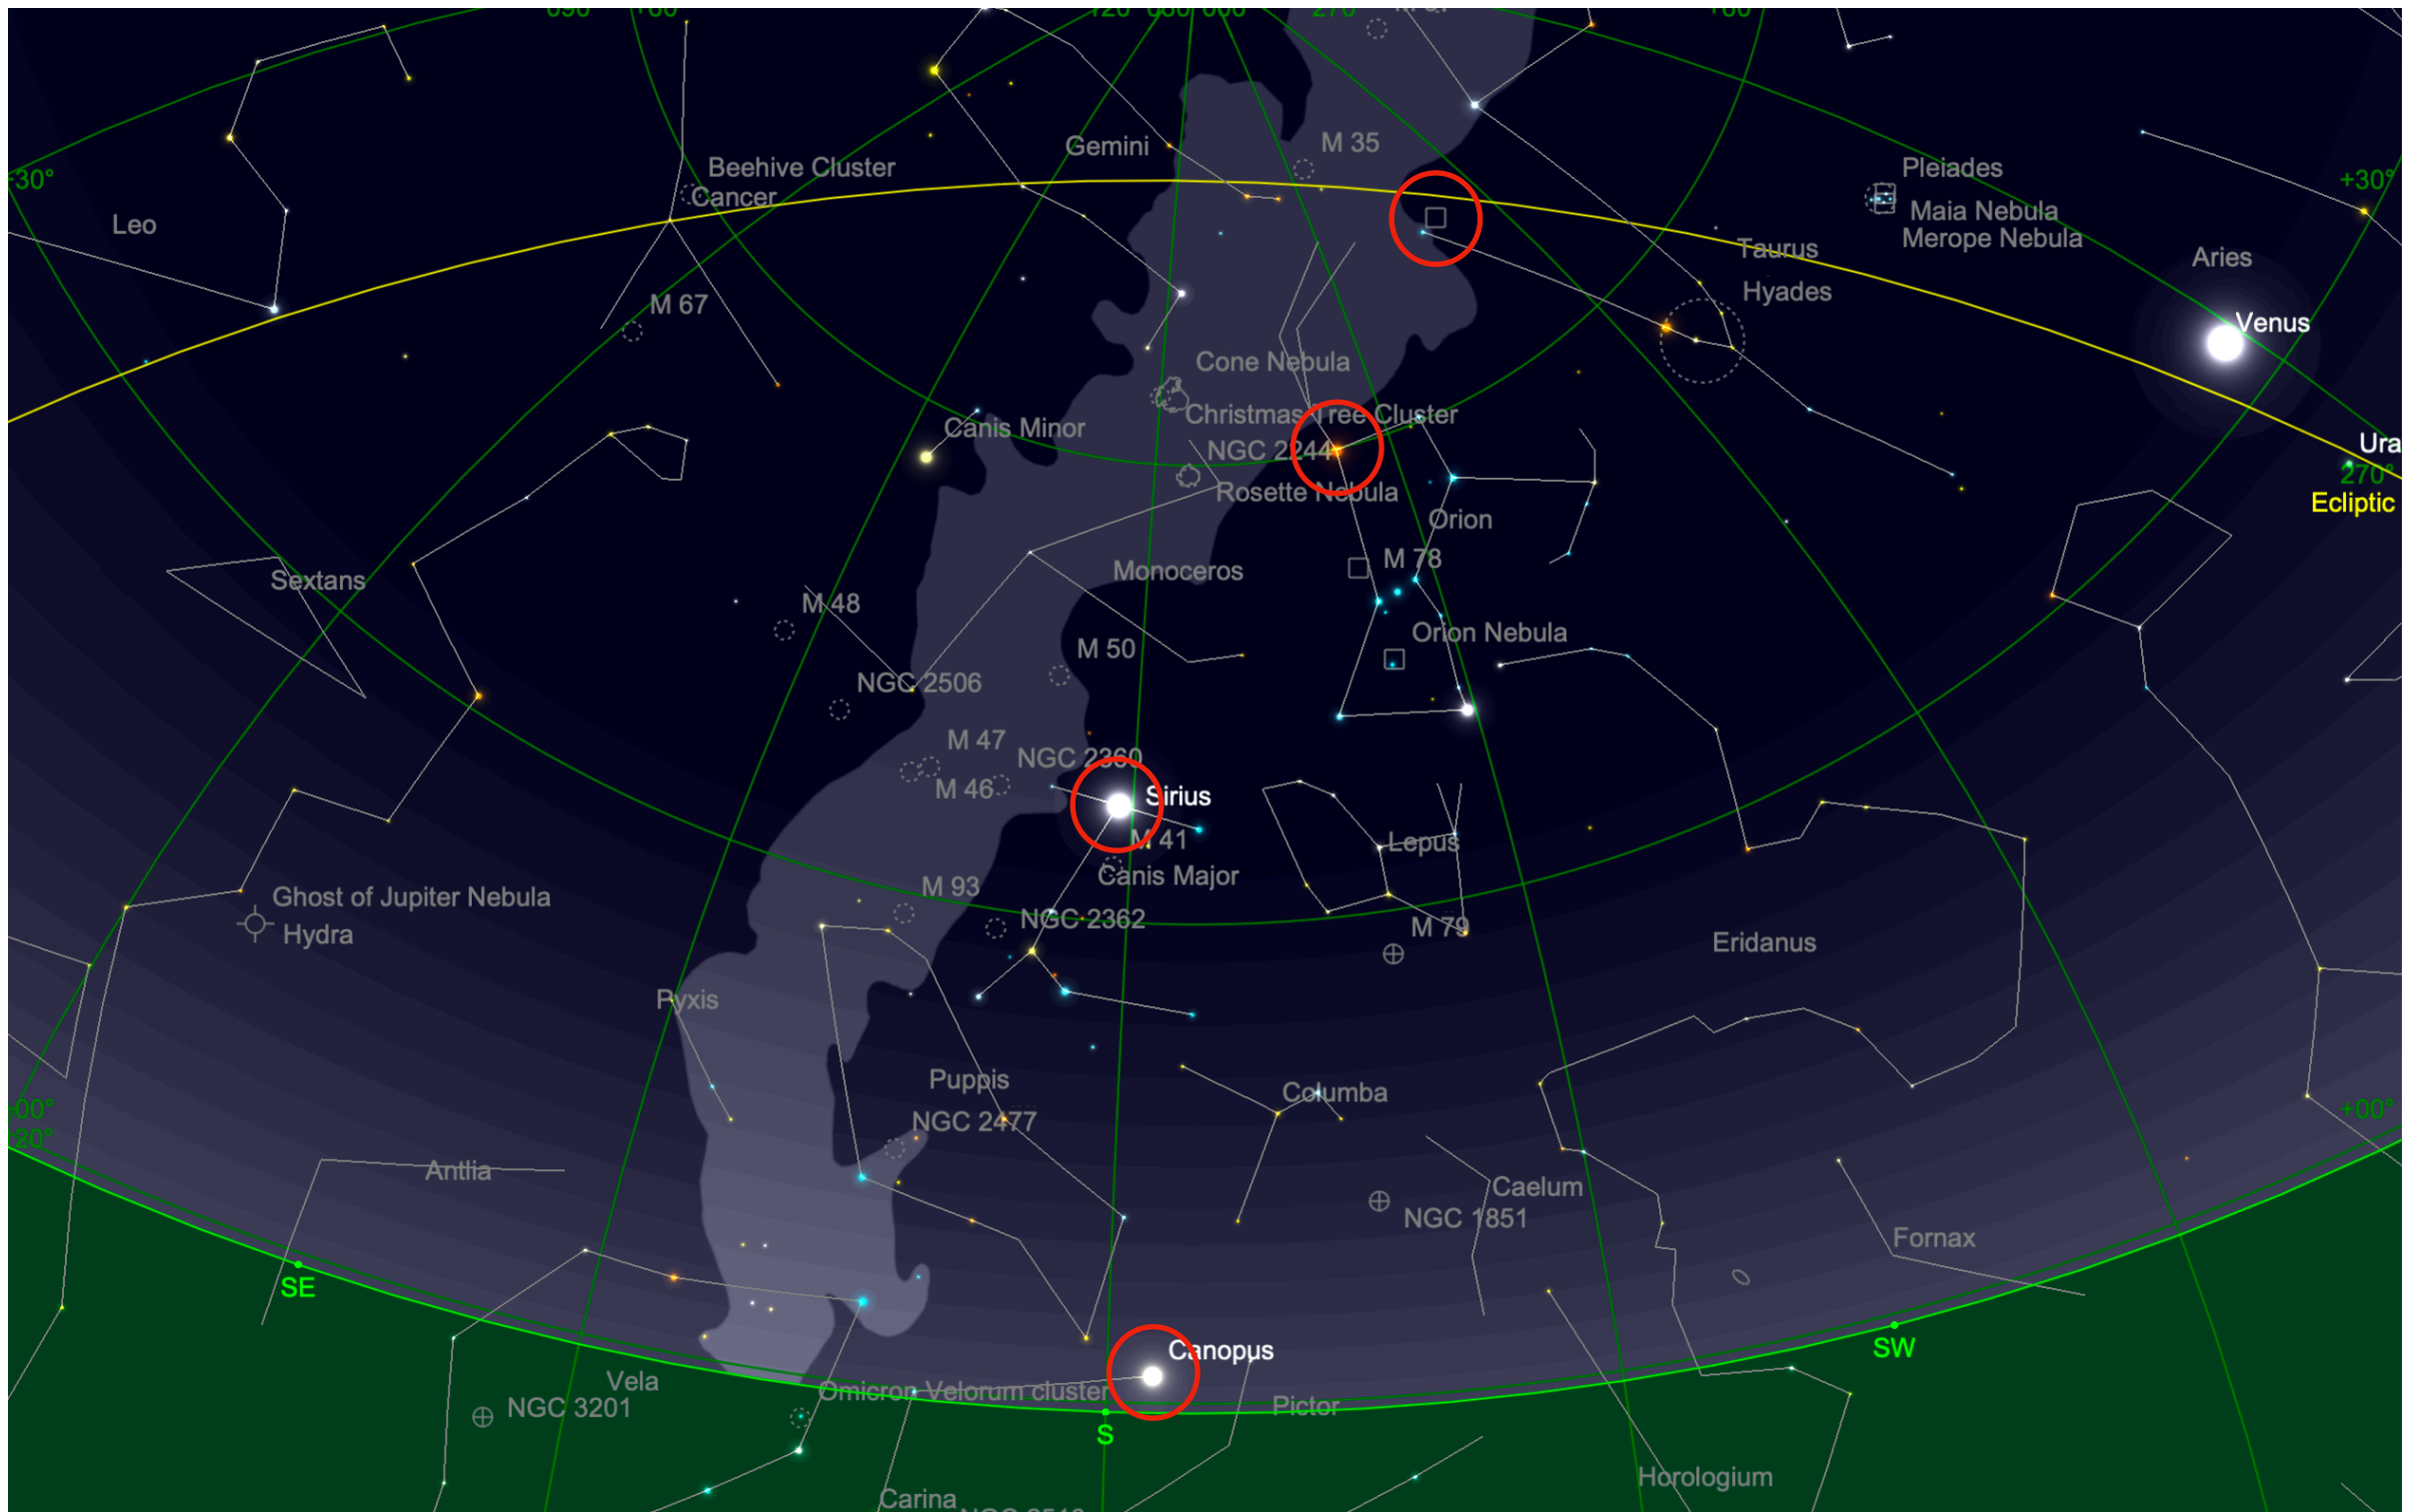 +60
270
+60
M 35
Gemini
Beehive Cluster
Cancer
Pleiades
+30°
+30°
Leo
Maia Nebula
Merope Nebula
Taurus
Aries
Hyades
M 67
Venus
Cone Nebula
Christmas Tree Cluster
Canis Minor
NGC 2244
Ura
270°
Rosette Nebula
Ecliptic
Orion
M 78
Monoceros
Sextans
M 48
Orion Nebula
M 50
NGC 2506
M 47
NGC 2360
M 46
Sirius
M 41
Lepus
Canis Major
M 93
Ghost of Jupiter Nebula
NGC 2362
M 79
Hydra
Eridanus
Pyxis
Puppis
Columba
+00°
NGC 2477
Antlia
Caelum
NGC 1851
Fornax
SE
SW
Canopus
Vela
Omicron Velorum cluster
NGC 3201
Pictor
S
Horologium
Carina